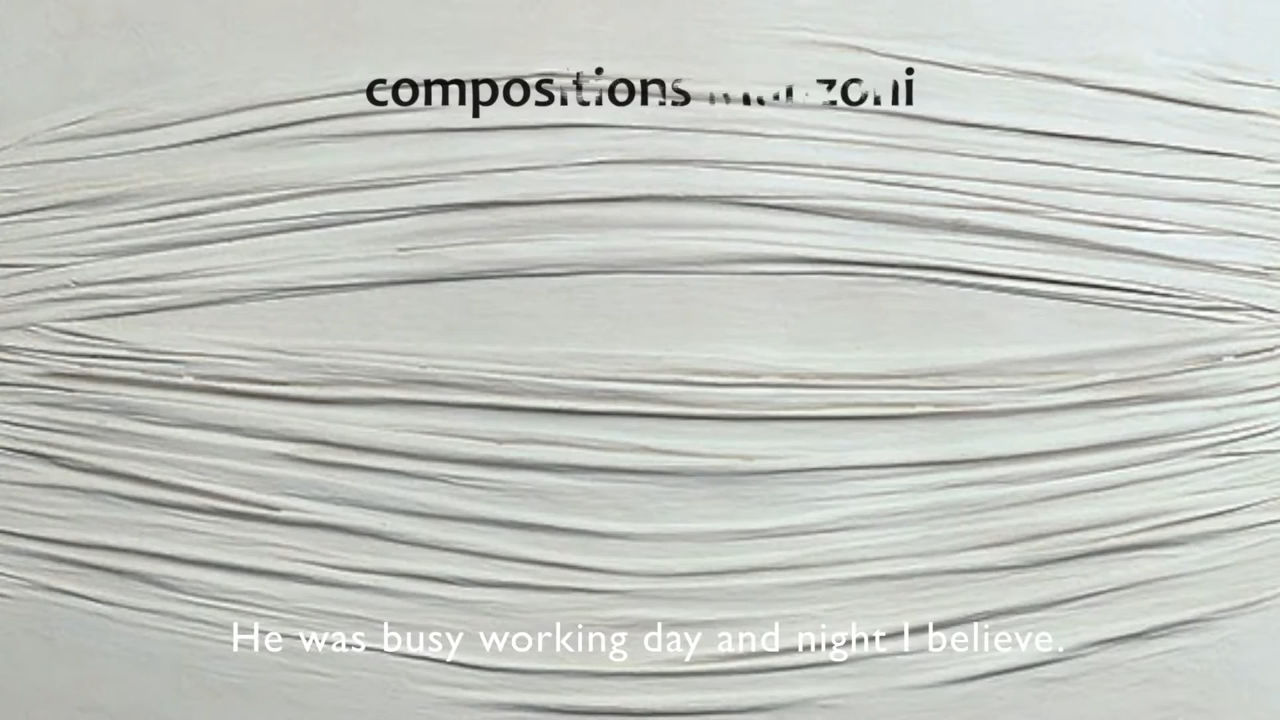 compositions
He was busy working day and night I believe.